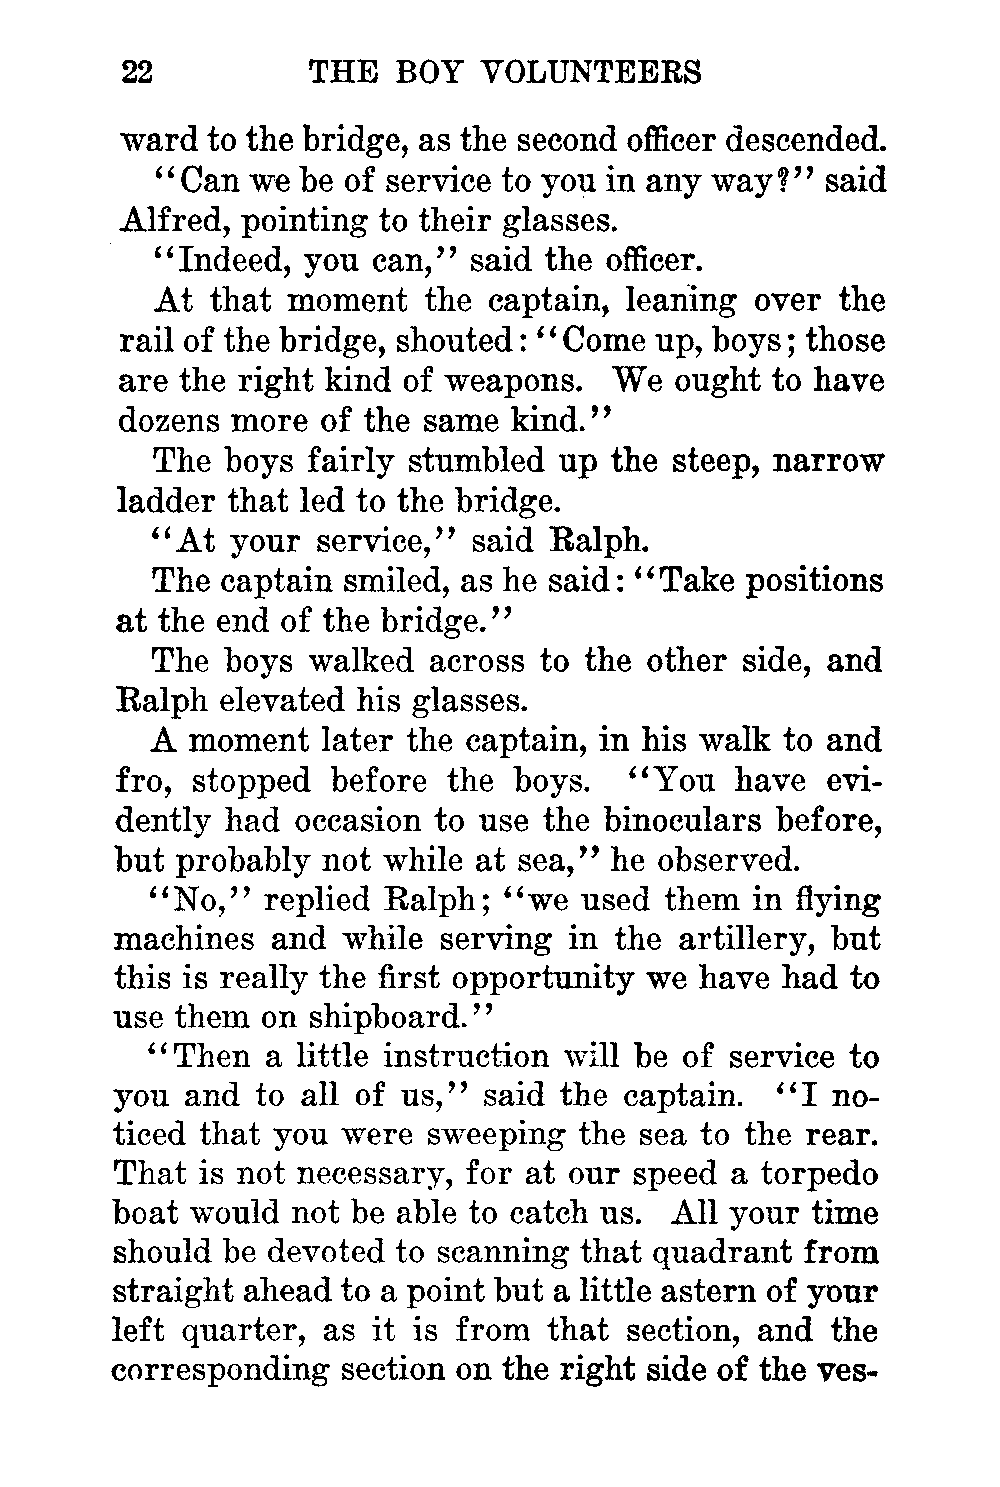 22 THE BOY VOLUNTEERS
ward to the bridge, as the second officer descended.
“Can we be of service to you in any way?” said
Alfred, pointing to their glasses.
“Indeed, you can,” said the officer.
At that moment the captain, leaning over the
rail of the bridge, shouted: “Come up, boys; those
are the right kind of weapons. We ought to have
dozens more of the same kind.”
The boys fairly stumbled up the steep, narrow
ladder that led to the bridge.
“At your service,” said Ralph.
The captain smiled, as he said: “Take positions
at the end of the bridge.”
The boys walked across to the other side, and
Ralph elevated his glasses.
A moment later the captain, in his walk to and
fro, stopped before the boys. “You have evi-
dently had occasion to use the binoculars before,
but probably not while at sea,” he observed.
“No,” replied Ralph; “we used them in flying
machines and while serving in the artillery, but
this is really the first opportunity we have had to
use them on shipboard.”
“Then a little instruction will be of service to
you and to all of us,” said the captain. “I no-
ticed that you were sweeping the sea to the rear.
That is not necessary, for at our speed a torpedo
boat would not be able to catch us. All your time
should be devoted to scanning that quadrant from
straight ahead to a point but a little astern of your
left quarter, as it is from that section, and the
corresponding section on the right side of the ves-